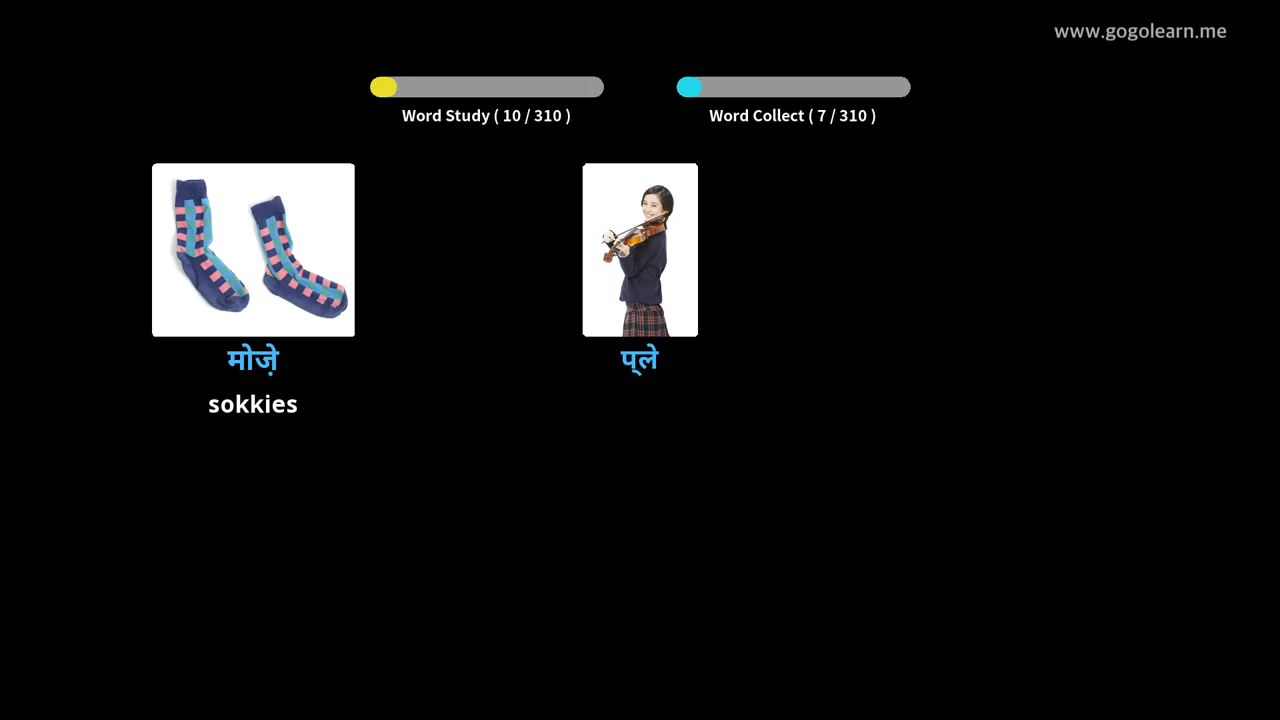 www.gogolearn.me
Word Study ( 10 / 310 )
Word Collect ( 7 / 310 )
मोज़े
प्ले
sokkies